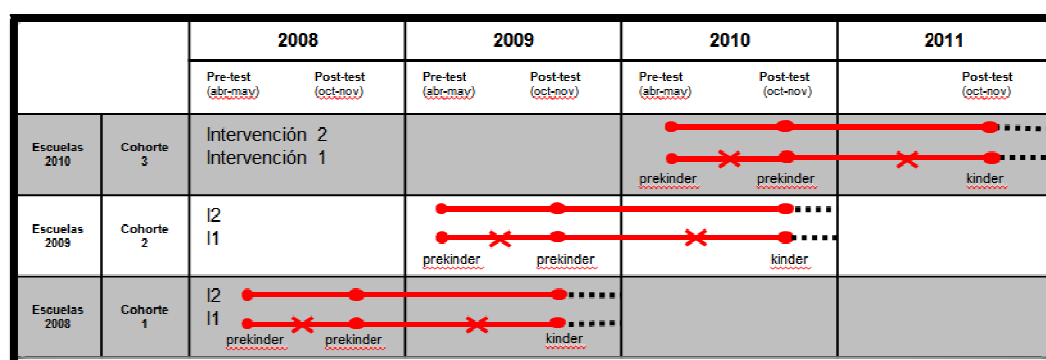 2008 2009 2010 2011
Pre-test Post-test Pre-test Post-test Pre-test Post-test Post-test
(abr-may) (oct-nov) (abr-may) (oct-nov) (abr-may) (oct-nov) (oct-nov)
Escuelas 2010
Cohorte 3
Intervención 2
Intervención 1
prekinder prekinder kinder
Escuelas 2009
Cohorte 2
I2
I1
prekinder prekinder kinder
Escuelas 2008
Cohorte 1
I2
I1
prekinder prekinder kinder